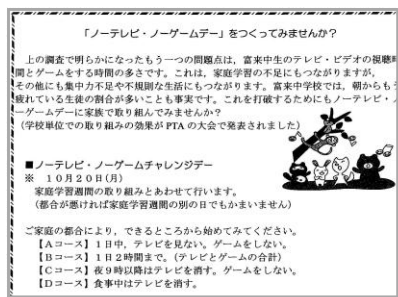 「ノーテレビ・ノーゲームデー」をつくってみませんか？
上の調査で明らかになったもう一つの問題点は，富来中生のテレビ・ビデオの視聴時
間とゲームをする時間の多さです。これは，家庭学習の不足にもつながりますが，
その他にも集中力不足や不規則な生活にもつながります。富来中学校では，朝からもう
疲れている生徒の割合が多いことも事実です。これを打破するためにもノーテレビ・ノ
ーゲームデーに家族で取り組んでみませんか？
（学校単位での取り組みの効果がPTAの大会で発表されました）
■ノーテレビ・ノーゲームチャレンジデー
※　１０月２０日(月)
家庭学習週間の取り組みとあわせて行います。
（都合が悪ければ家庭学習週間の別の日でもかまいません）
ご家庭の都合により，できるところから始めてみてください。
【Ａコース】１日中，テレビを見ない。ゲームをしない。
【Ｂコース】１日２時間まで。（テレビとゲームの合計）
【Ｃコース】夜９時以降はテレビを消す。ゲームをしない。
【Ｄコース】食事中はテレビを消す。